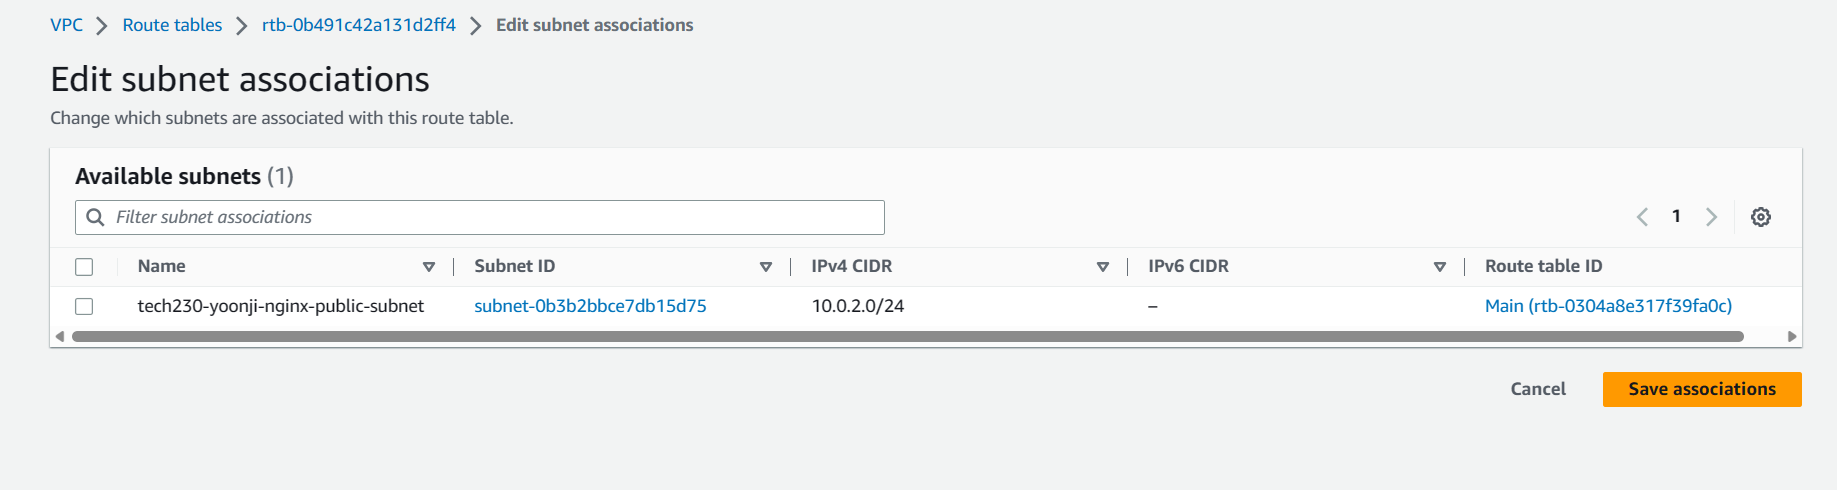 VPC > Route tables > rtb-0b491c42a131d2ff4 > Edit subnet associations
Edit subnet associations
Change which subnets are associated with this route table.
Available subnets (1)
Filter subnet associations
1
Name Subnet ID IPv4 CIDR IPv6 CIDR Route table ID
tech230-yoonji-nginx-public-subnet subnet-0b3b2bbce7db15d75 10.0.2.0/24 – Main (rtb-0304a8e317f39fa0c)
Cancel Save associations